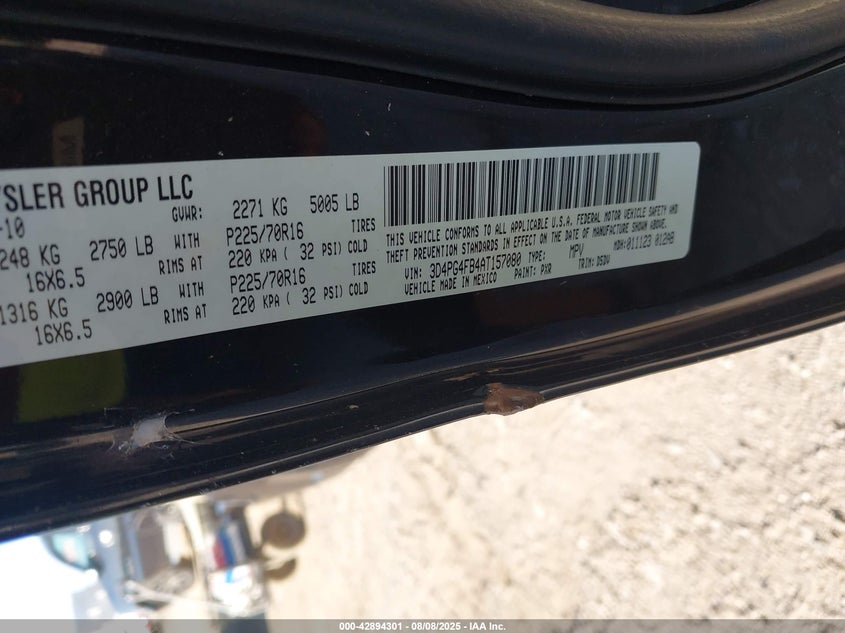 SLER GROUP LLC
-10
GVWR: 2271 KG 5005 LB
248 KG 2750 LB WITH P225/70R16 TIRES
16X6.5 RIMS AT 220 KPA ( 32 PSI) COLD
1316 KG 2900 LB WITH P225/70R16 TIRES
16X6.5 RIMS AT 220 KPA ( 32 PSI) COLD
THIS VEHICLE CONFORMS TO ALL APPLICABLE U.S.A. FEDERAL MOTOR VEHICLE SAFETY AND
THEFT PREVENTION STANDARDS IN EFFECT ON THE DATE OF MANUFACTURE SHOWN ABOVE.
VIN: 3D4PG4FB4AT157080 TYPE: MPV MDH: 011123 012AB
VEHICLE MADE IN MEXICO PAINT: PXR TRIM: DSDV
000-42894301 | 08/08/2025 - IAA Inc.